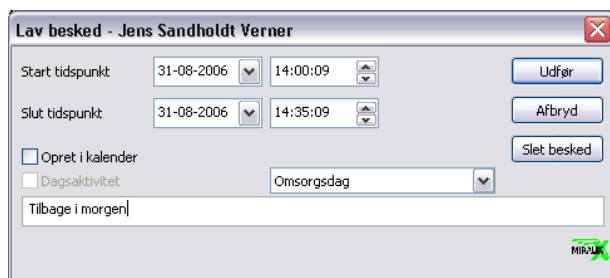 Lav besked - Jens Sandholdt Verner
Start tidspunkt 31-08-2006 14:00:09 Udfør
Slut tidspunkt 31-08-2006 14:35:09 Afbryd
Slet besked
Opret i kalender
Dagsaktivitet Omsorgsdag
Tilbage i morgen
MIRALIX